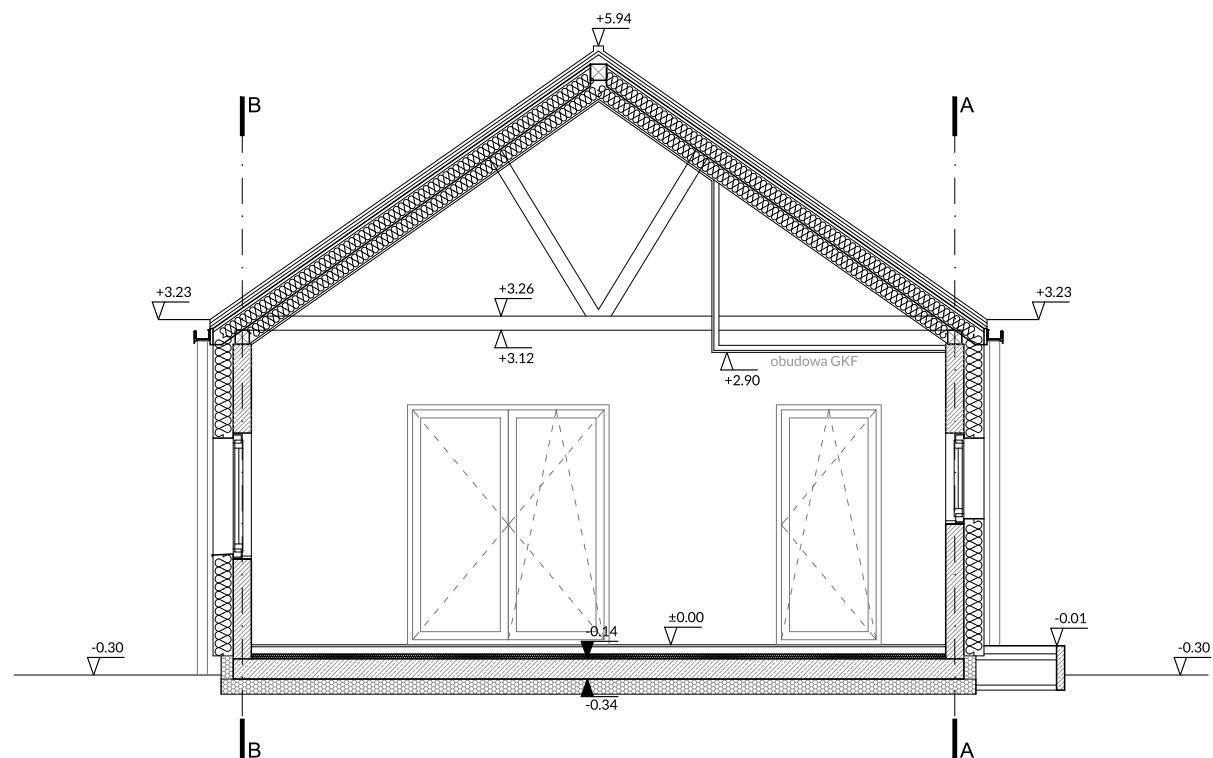 +5.94
B
A
+3.26
+3.23
+3.23
+3.12
obudowa GKF
+2.90
±0.00
-0.14
-0.01
-0.30
-0.30
-0.34
B
A